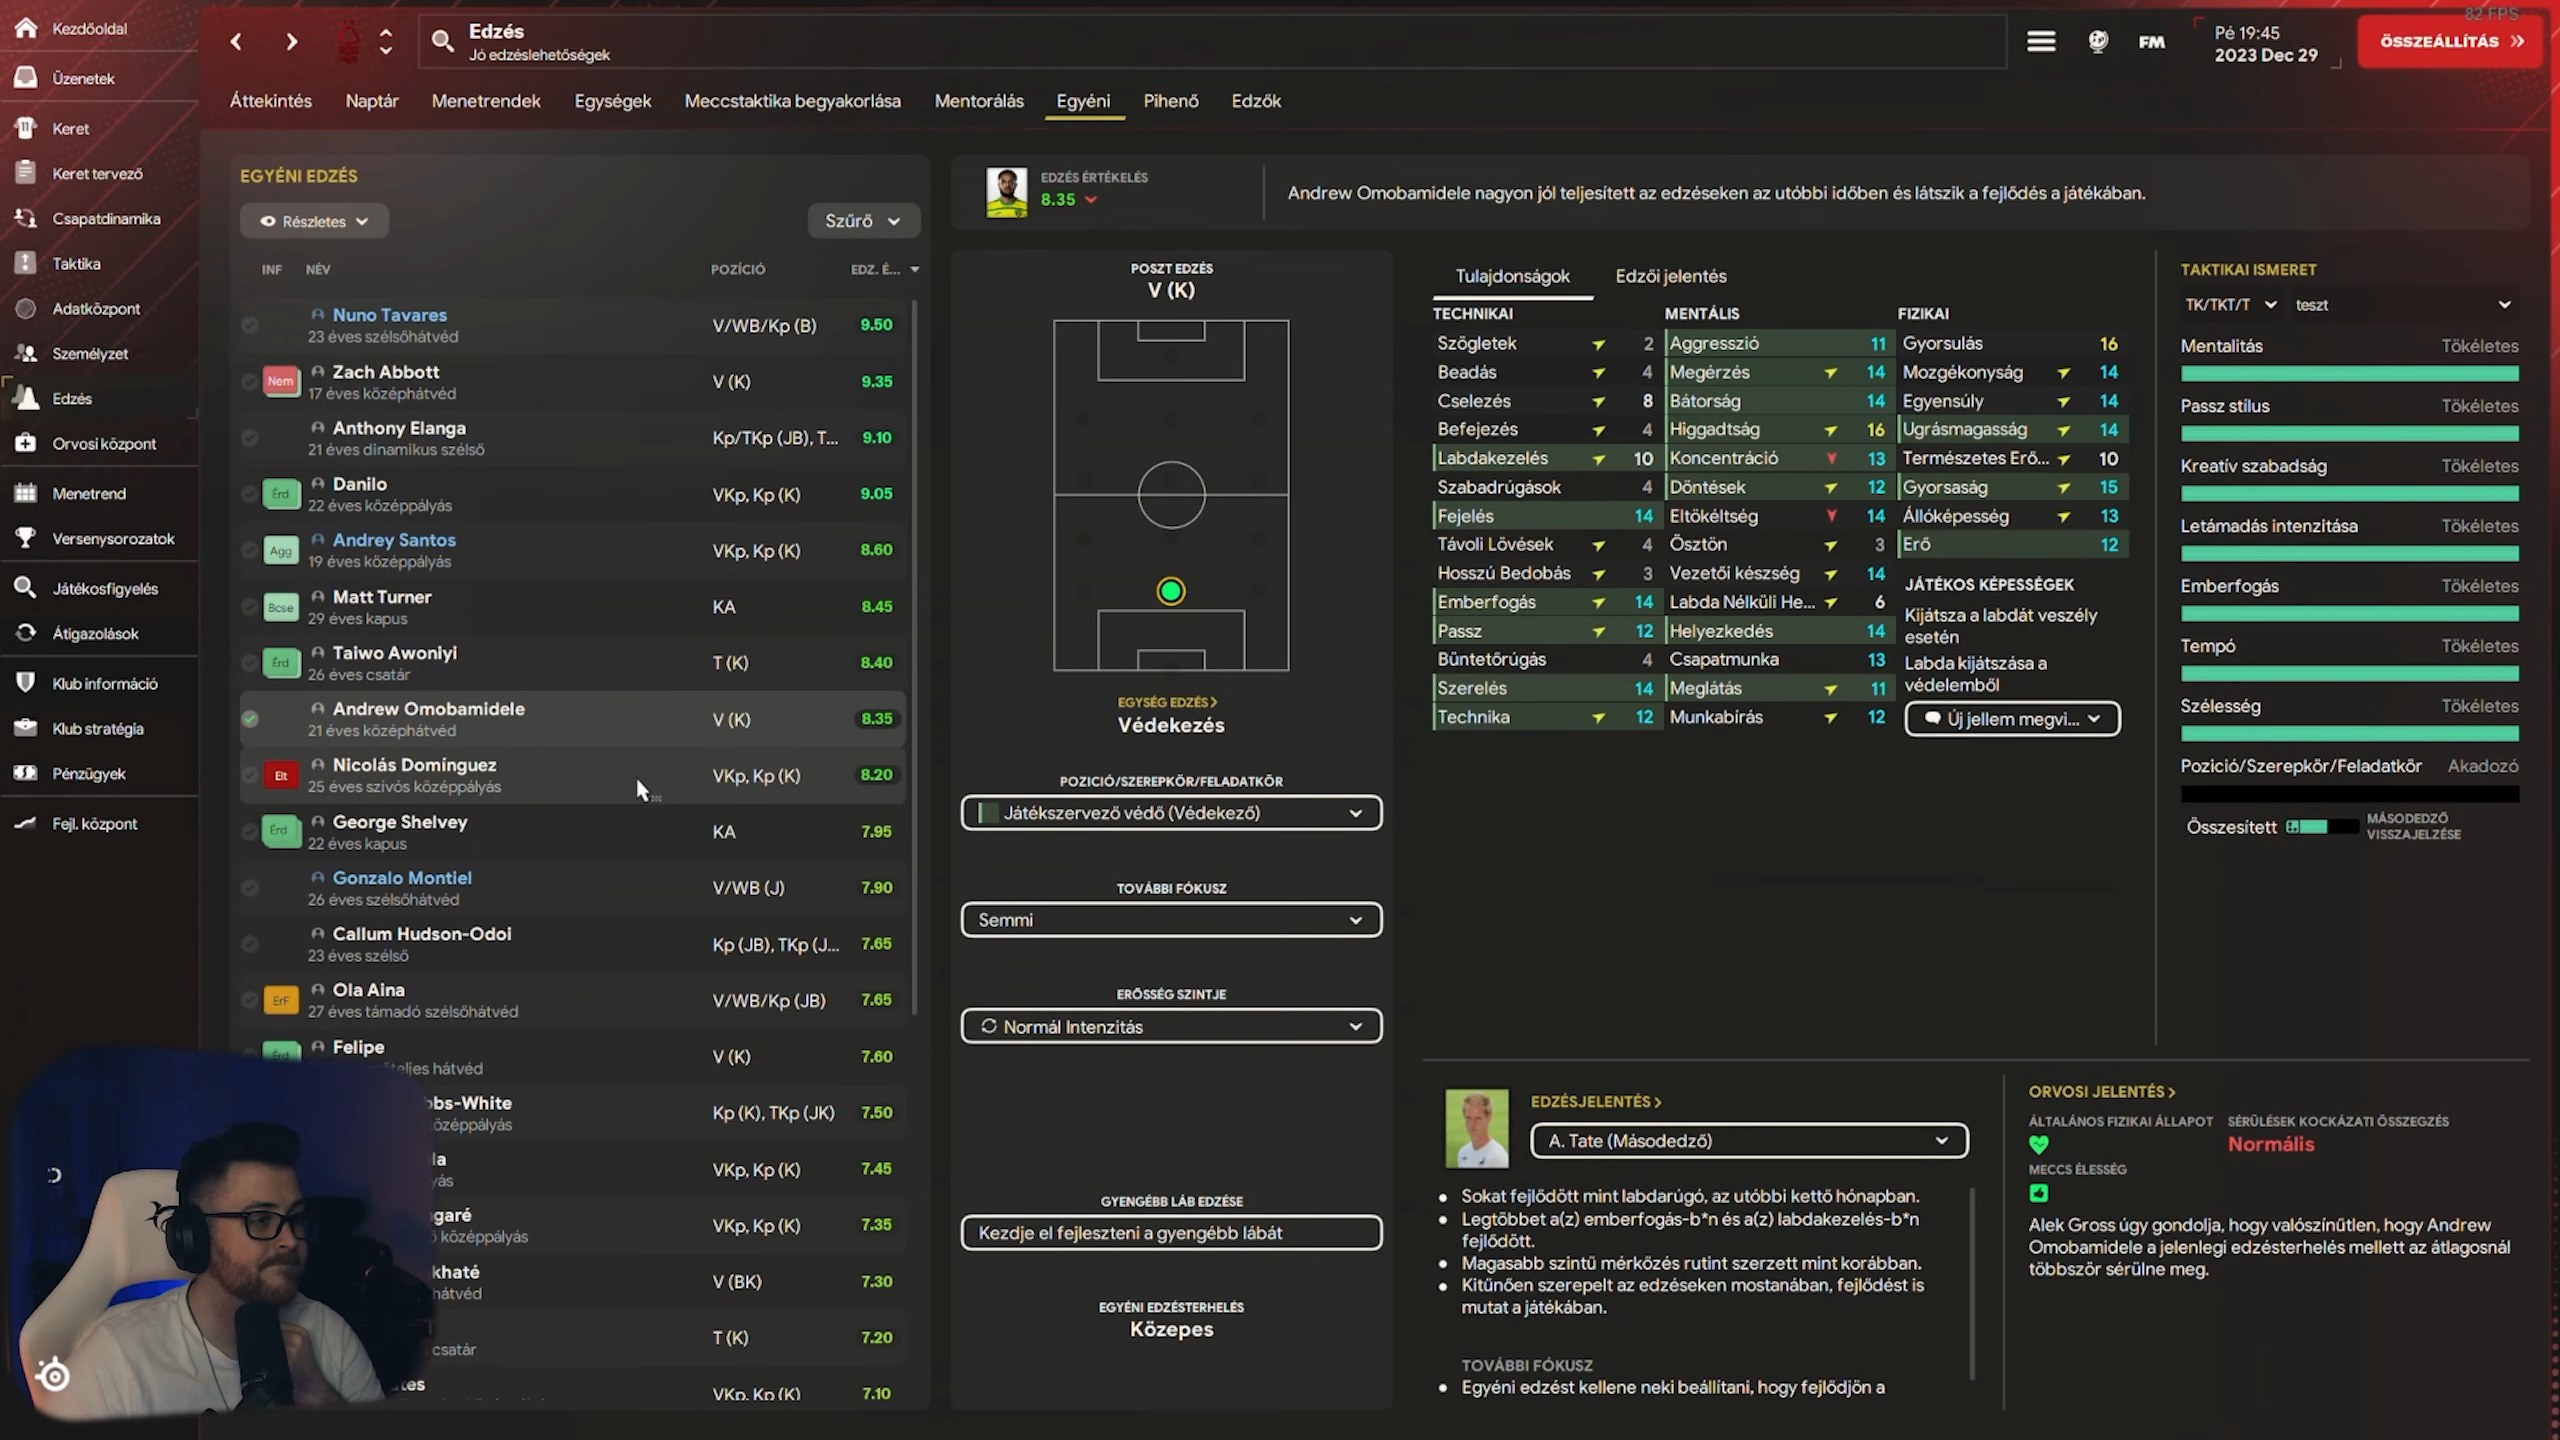 82 FPS
Kezdőoldal
Üzenetek
Keret
Keret tervező
Csapatdinamika
Taktika
Adatközpont
Személyzet
Edzés
Orvosi központ
Menetrend
Versenysorozatok
Játékosfigyelés
Átigazolások
Klub információ
Klub stratégia
Pénzügyek
Fejl. központ
Edzés
Jó edzéslehetőségek
FM
Pé 19:45
2023 Dec 29
ÖSSZEÁLLÍTÁS
Áttekintés Naptár Menetrendek Egységek Meccstaktika begyakorlása Mentorálás Egyéni Pihenő Edzők
EGYÉNI EDZÉS
Részletes
Szűrő
INF NÉV POZÍCIÓ EDZ. É...
Nuno Tavares
23 éves szélsőhátvéd
V/WB/Kp (B) 9.50
Nem Zach Abbott
17 éves középhátvéd
V (K) 9.35
Anthony Elanga
21 éves dinamikus szélső
Kp/TKp (JB), T... 9.10
Érd Danilo
22 éves középpályás
VKp, Kp (K) 9.05
Agg Andrey Santos
19 éves középpályás
VKp, Kp (K) 8.60
Bcse Matt Turner
29 éves kapus
KA 8.45
Érd Taiwo Awoniyi
26 éves csatár
T (K) 8.40
Andrew Omobamidele
21 éves középhátvéd
V (K) 8.35
Elt Nicolás Domínguez
25 éves szívós középpályás
VKp, Kp (K) 8.20
Érd George Shelvey
22 éves kapus
KA 7.95
Gonzalo Montiel
26 éves szélsőhátvéd
V/WB (J) 7.90
Callum Hudson-Odoi
23 éves szélső
Kp (JB), TKp (J... 7.65
ErF Ola Aina
27 éves támadó szélsőhátvéd
V/WB/Kp (JB) 7.65
Érd Felipe
teljes hátvéd
V (K) 7.60
bbs-White
özéppályás
Kp (K), TKp (JK) 7.50
la
yás
VKp, Kp (K) 7.45
garé
középpályás
VKp, Kp (K) 7.35
khaté
hátvéd
V (BK) 7.30
csatár
T (K) 7.20
tes
VKp, Kp (K) 7.10
EDZÉS ÉRTÉKELÉS
8.35
Andrew Omobamidele nagyon jól teljesített az edzéseken az utóbbi időben és látszik a fejlődés a játékában.
POSZT EDZÉS
V (K)
EGYSÉG EDZÉS
Védekezés
POZICIÓ/SZEREPKÖR/FELADATKÖR
Játékszervező védő (Védekező)
TOVÁBBI FÓKUSZ
Semmi
ERŐSSÉG SZINTJE
Normál Intenzitás
GYENGÉBB LÁB EDZÉSE
Kezdje el fejleszteni a gyengébb lábát
EGYÉNI EDZÉSTERHELÉS
Közepes
Tulajdonságok Edzői jelentés
TECHNIKAI
Szögletek 2
Beadás 4
Cselezés 8
Befejezés 4
Labdakezelés 10
Szabadrúgások 4
Fejelés 14
Távoli Lövések 4
Hosszú Bedobás 3
Emberfogás 14
Passz 12
Büntetőrúgás 4
Szerelés 14
Technika 12
MENTÁLIS
Aggresszió 11
Megérzés 14
Bátorság 14
Higgadtság 16
Koncentráció 13
Döntések 12
Eltökéltség 14
Ösztön 3
Vezetői készség 14
Labda Nélküli He... 6
Helyezkedés 14
Csapatmunka 13
Meglátás 11
Munkabírás 12
FIZIKAI
Gyorsulás 16
Mozgékonyság 14
Egyensúly 14
Ugrásmagasság 14
Természetes Erő... 10
Gyorsaság 15
Állóképesség 13
Erő 12
JÁTÉKOS KÉPESSÉGEK
Kijátsza a labdát veszély
esetén
Labda kijátszása a
védelemből
Új jellem megvi...
TAKTIKAI ISMERET
TK/TKT/T teszt
Mentalitás Tökéletes
Passz stílus Tökéletes
Kreatív szabadság Tökéletes
Letámadás intenzitása Tökéletes
Emberfogás Tökéletes
Tempó Tökéletes
Szélesség Tökéletes
Pozició/Szerepkör/Feladatkör Akadozó
Összesített MÁSODEDZŐ
VISSZAJELZÉSE
EDZÉSJELENTÉS
A. Tate (Másodedző)
Sokat fejlődött mint labdarúgó, az utóbbi kettő hónapban.
Legtöbbet a(z) emberfogás-b*n és a(z) labdakezelés-b*n
fejlődött.
Magasabb szintű mérkőzés rutint szerzett mint korábban.
Kitűnően szerepelt az edzéseken mostanában, fejlődést is
mutat a játékában.
TOVÁBBI FÓKUSZ
Egyéni edzést kellene neki beállítani, hogy fejlődjön a
ORVOSI JELENTÉS
ÁLTALÁNOS FIZIKAI ÁLLAPOT SÉRÜLÉSEK KOCKÁZATI ÖSSZEGZÉS
Normális
MECCS ÉLESSÉG
Alek Gross úgy gondolja, hogy valószínűtlen, hogy Andrew
Omobamidele a jelenlegi edzésterhelés mellett az átlagosnál
többször sérülne meg.